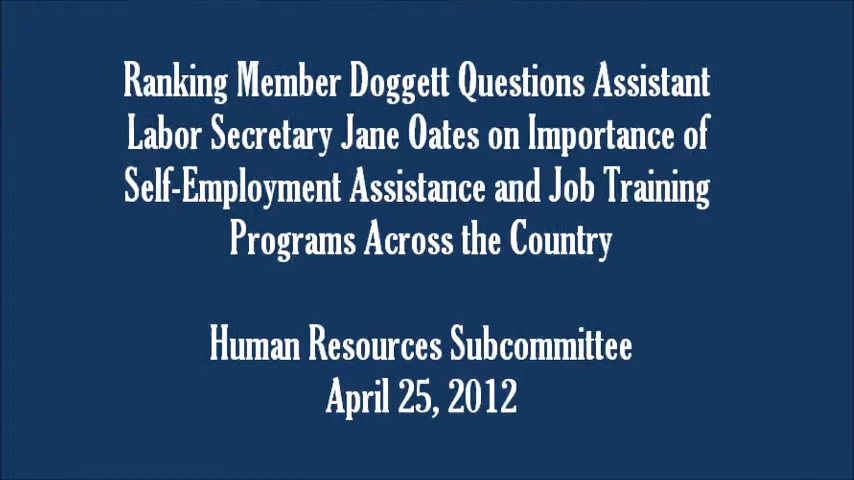 Ranking Member Doggett Questions Assistant
Labor Secretary Jane Oates on Importance of
Self-Employment Assistance and Job Training
Programs Across the Country
Human Resources Subcommittee
April 25, 2012